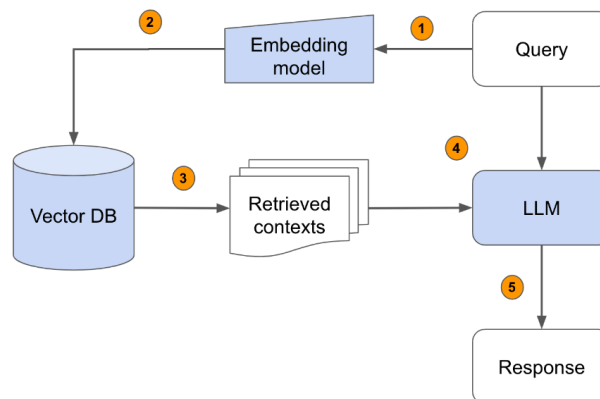 2
1
Embedding
model
Query
3
4
Vector DB
Retrieved
contexts
LLM
5
Response